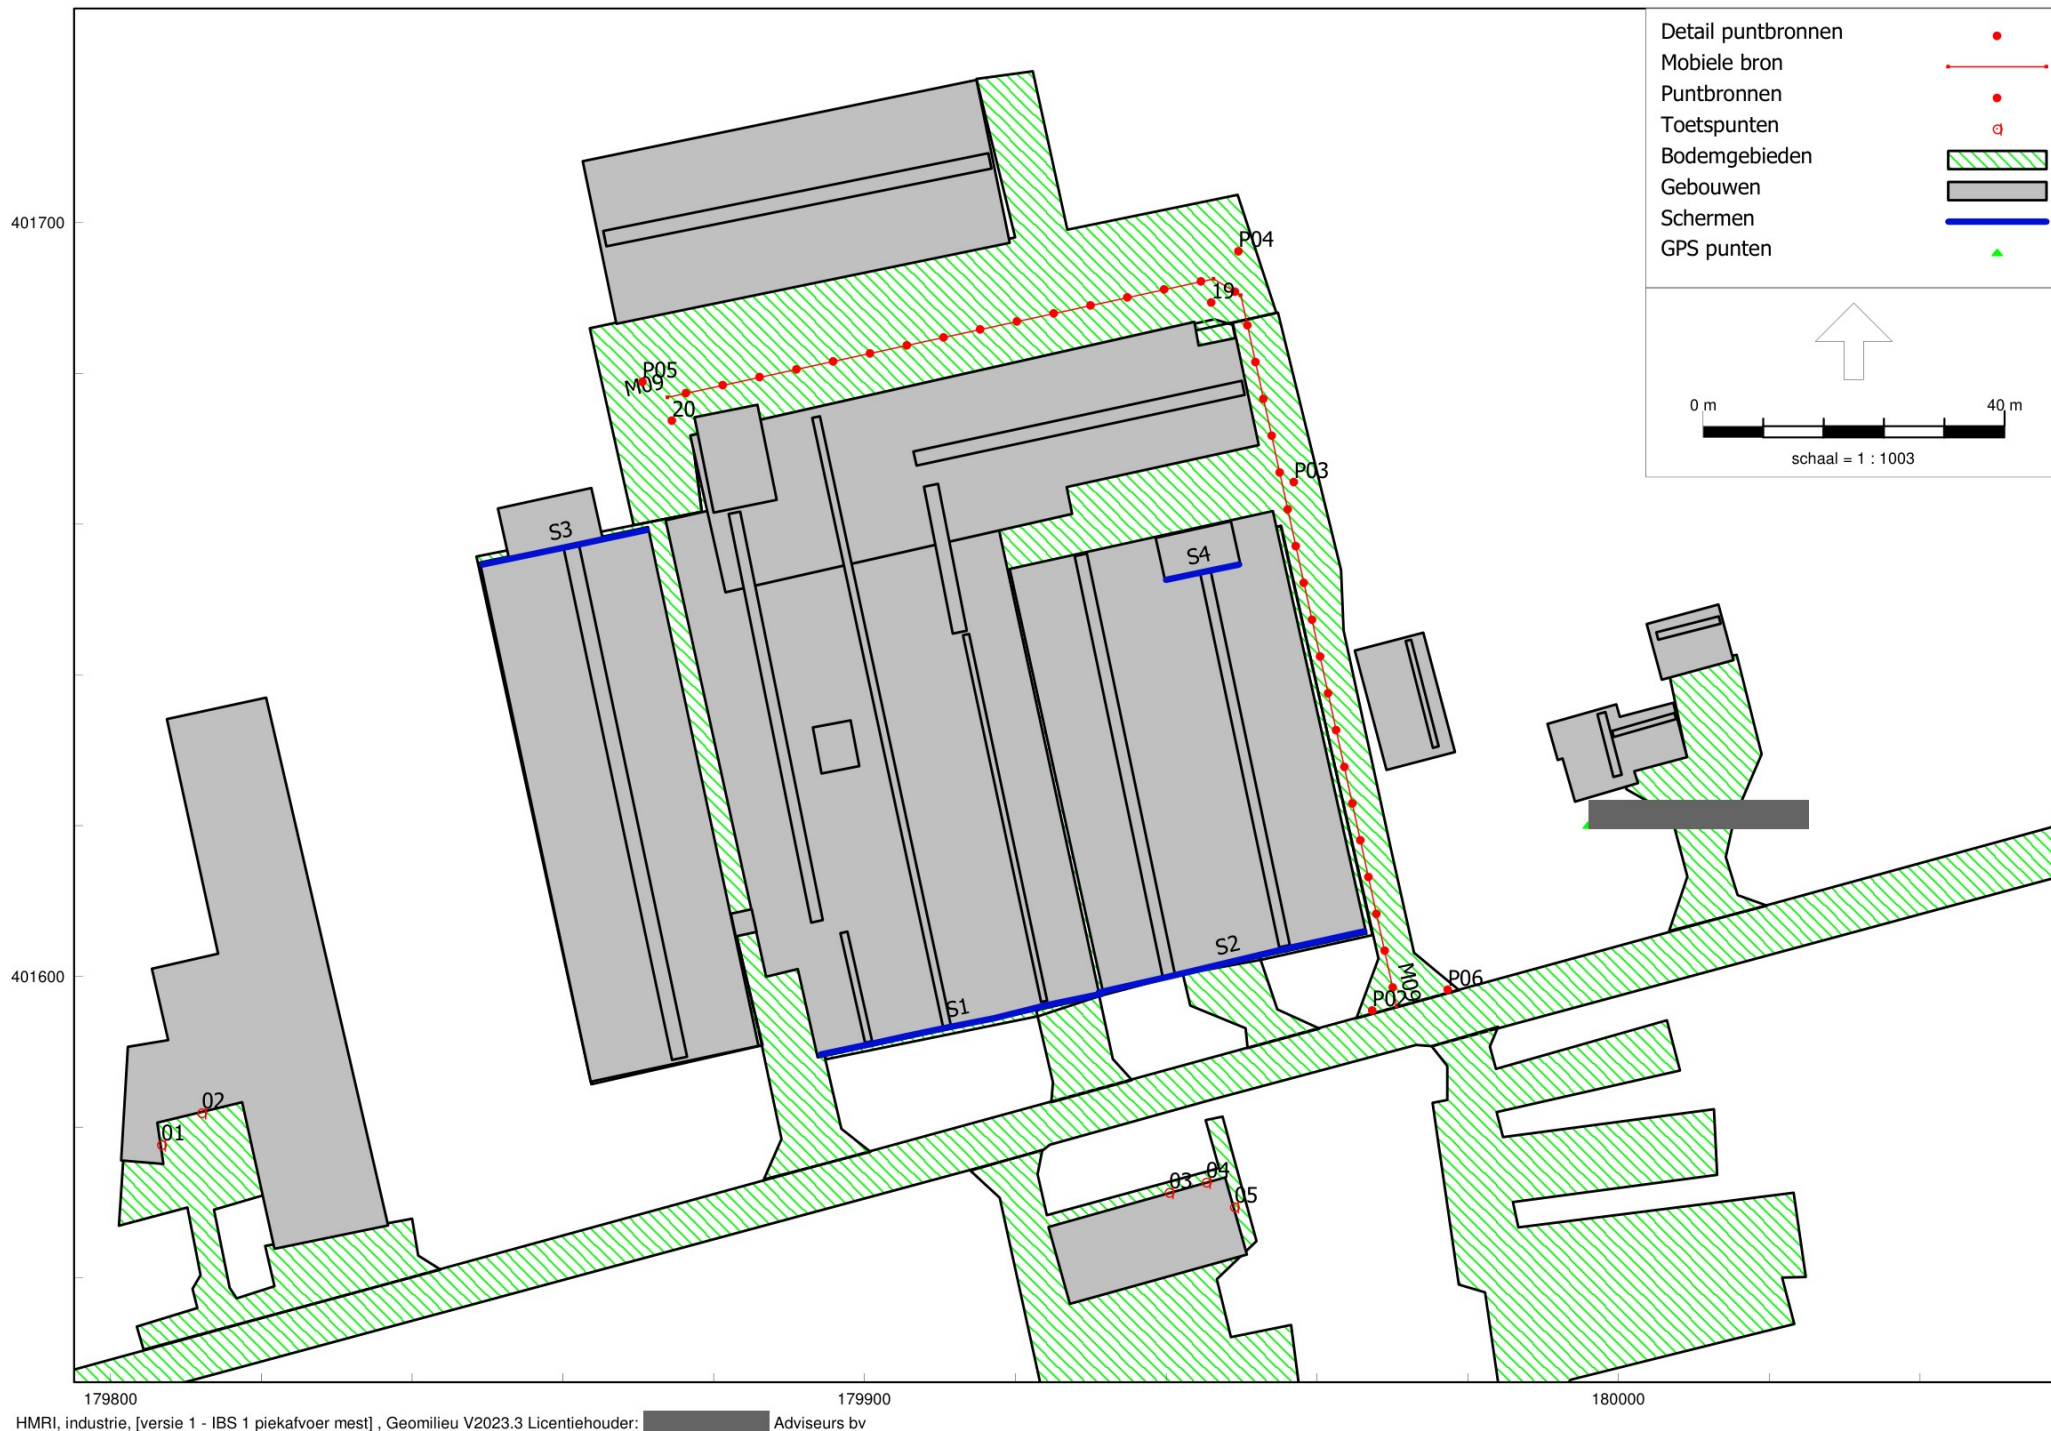 Detail puntbronnen
Mobiele bron
Puntbronnen
Toetspunten
Bodemgebieden
Gebouwen
Schermen
GPS punten
0 m 40 m
schaal = 1 : 1003
401700
P04
19
P05
M09
20
P03
S3
S4
S2
401600
M09
P06
P02
S1
02
01
04
03
05
179800 179900 180000
HMRI, industrie, [versie 1 - IBS 1 piekafvoer mest] , Geomilieu V2023.3 Licentiehouder: Adviseurs bv